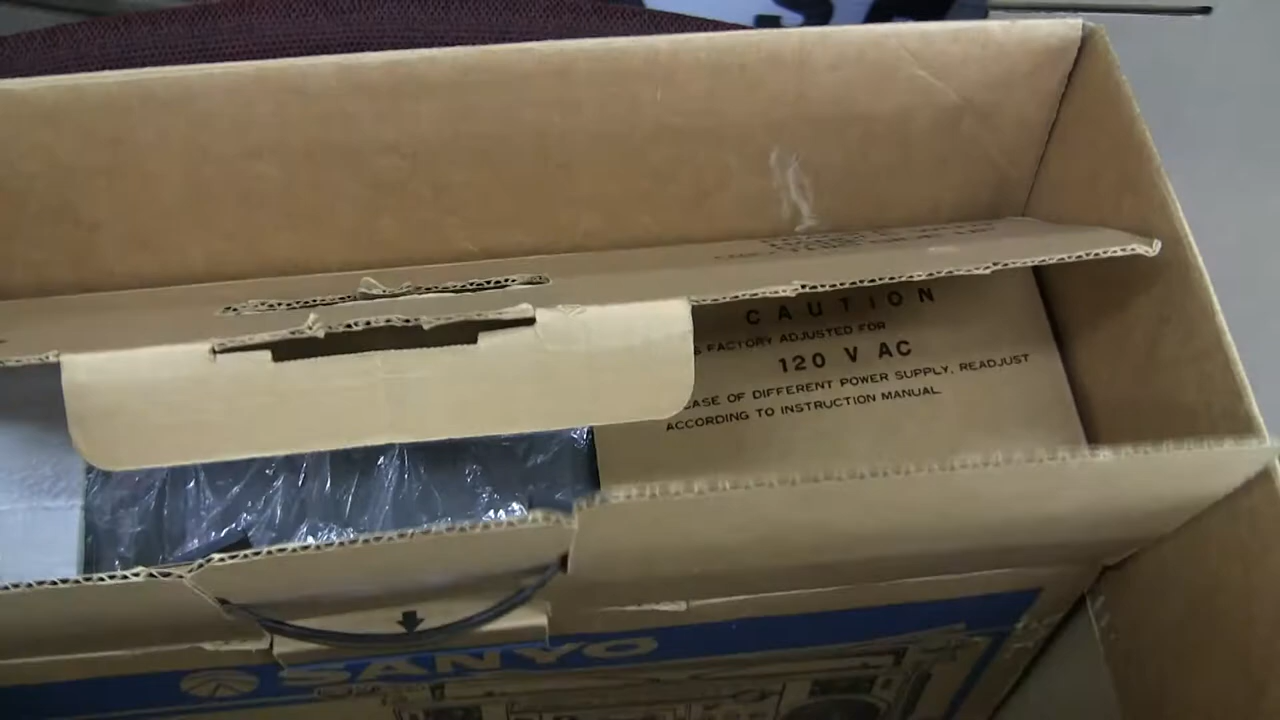 CAUTION
FACTORY ADJUSTED FOR
120 V AC
CASE OF DIFFERENT POWER SUPPLY, READJUST
ACCORDING TO INSTRUCTION MANUAL
SANYO